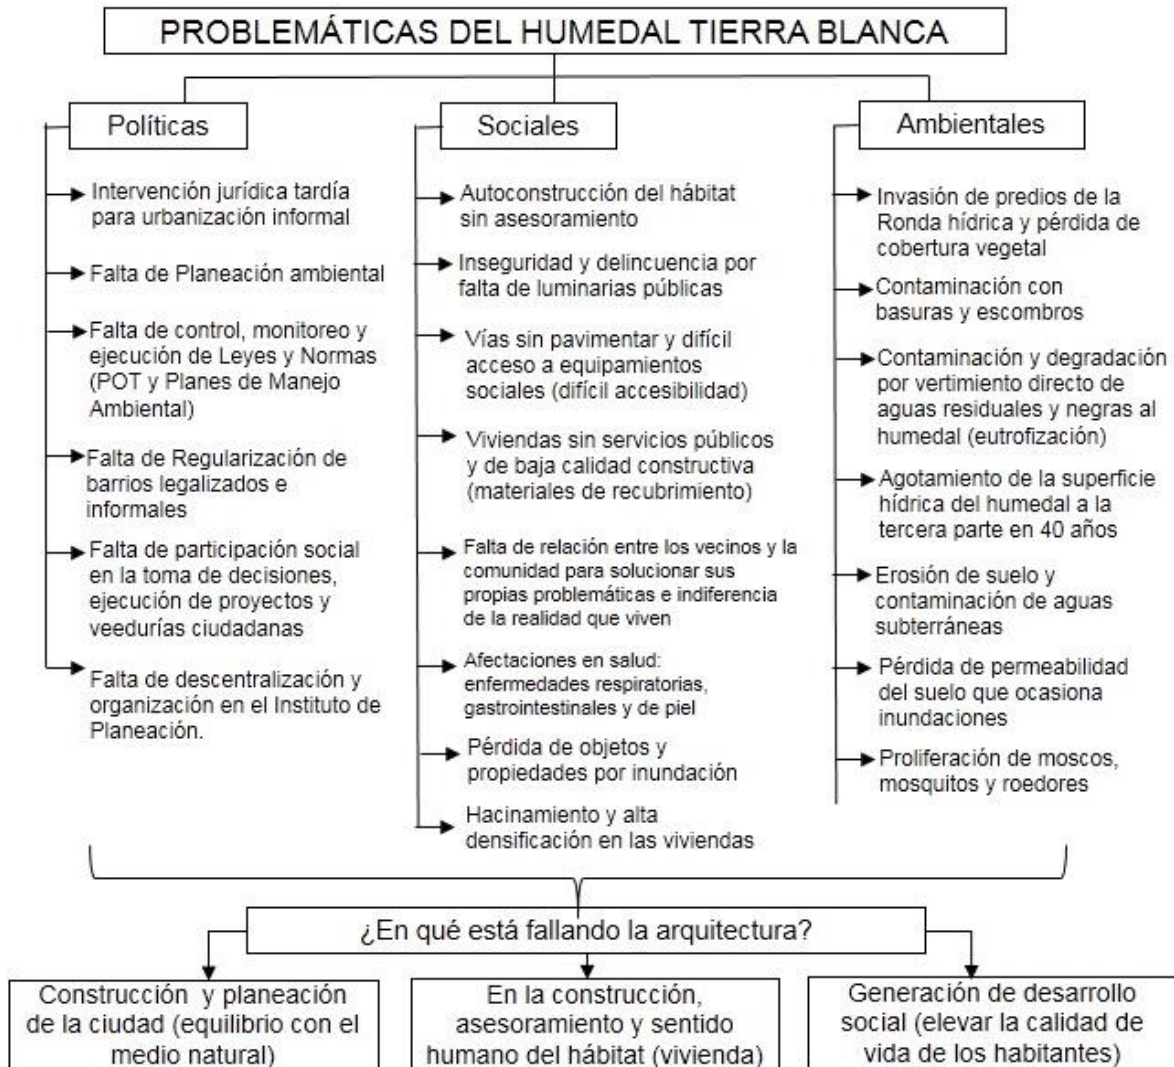 PROBLEMÁTICAS DEL HUMEDAL TIERRA BLANCA
Políticas
Intervención jurídica tardía
para urbanización informal
Falta de Planeación ambiental
Falta de control, monitoreo y
ejecución de Leyes y Normas
(POT y Planes de Manejo
Ambiental)
Falta de Regularización de
barrios legalizados e
informales
Falta de participación social
en la toma de decisiones,
ejecución de proyectos y
veedurías ciudadanas
Falta de descentralización y
organización en el Instituto de
Planeación.
Sociales
Autoconstrucción del hábitat
sin asesoramiento
Inseguridad y delincuencia por
falta de luminarias públicas
Vías sin pavimentar y difícil
acceso a equipamientos
sociales (difícil accesibilidad)
Viviendas sin servicios públicos
y de baja calidad constructiva
(materiales de recubrimiento)
Falta de relación entre los vecinos y la
comunidad para solucionar sus
propias problemáticas e indiferencia
de la realidad que viven
Afectaciones en salud:
enfermedades respiratorias,
gastrointestinales y de piel
Pérdida de objetos y
propiedades por inundación
Hacinamiento y alta
densificación en las viviendas
Ambientales
Invasión de predios de la
Ronda hídrica y pérdida de
cobertura vegetal
Contaminación con
basuras y escombros
Contaminación y degradación
por vertimiento directo de
aguas residuales y negras al
humedal (eutrofización)
Agotamiento de la superficie
hídrica del humedal a la
tercera parte en 40 años
Erosión de suelo y
contaminación de aguas
subterráneas
Pérdida de permeabilidad
del suelo que ocasiona
inundaciones
Proliferación de moscos,
mosquitos y roedores
¿En qué está fallando la arquitectura?
Construcción y planeación
de la ciudad (equilibrio con el
medio natural)
En la construcción,
asesoramiento y sentido
humano del hábitat (vivienda)
Generación de desarrollo
social (elevar la calidad de
vida de los habitantes)